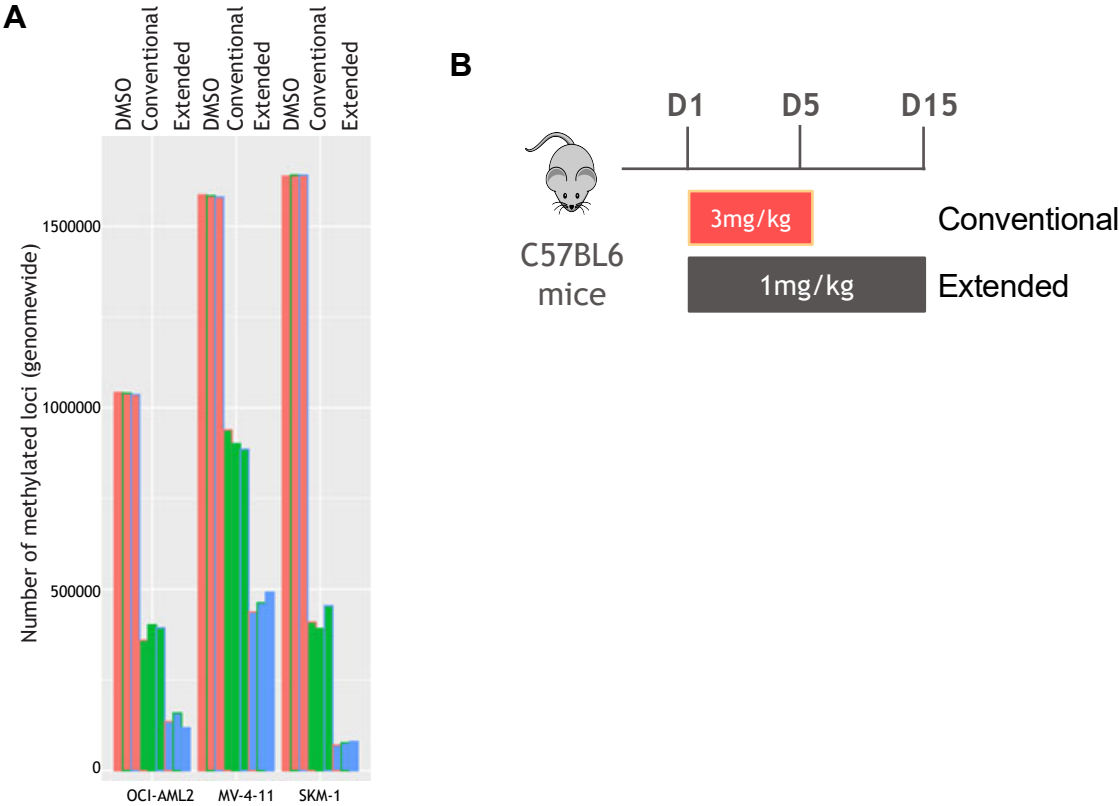 A
DMSO
Conventional
Extended
DMSO
Conventional
Extended
DMSO
Conventional
Extended
Number of methylated loci (genomewide)
1500000
1000000
500000
0
OCI-AML2 MV-4-11 SKM-1
B
D1 D5 D15
3mg/kg Conventional
1mg/kg Extended
C57BL6
mice